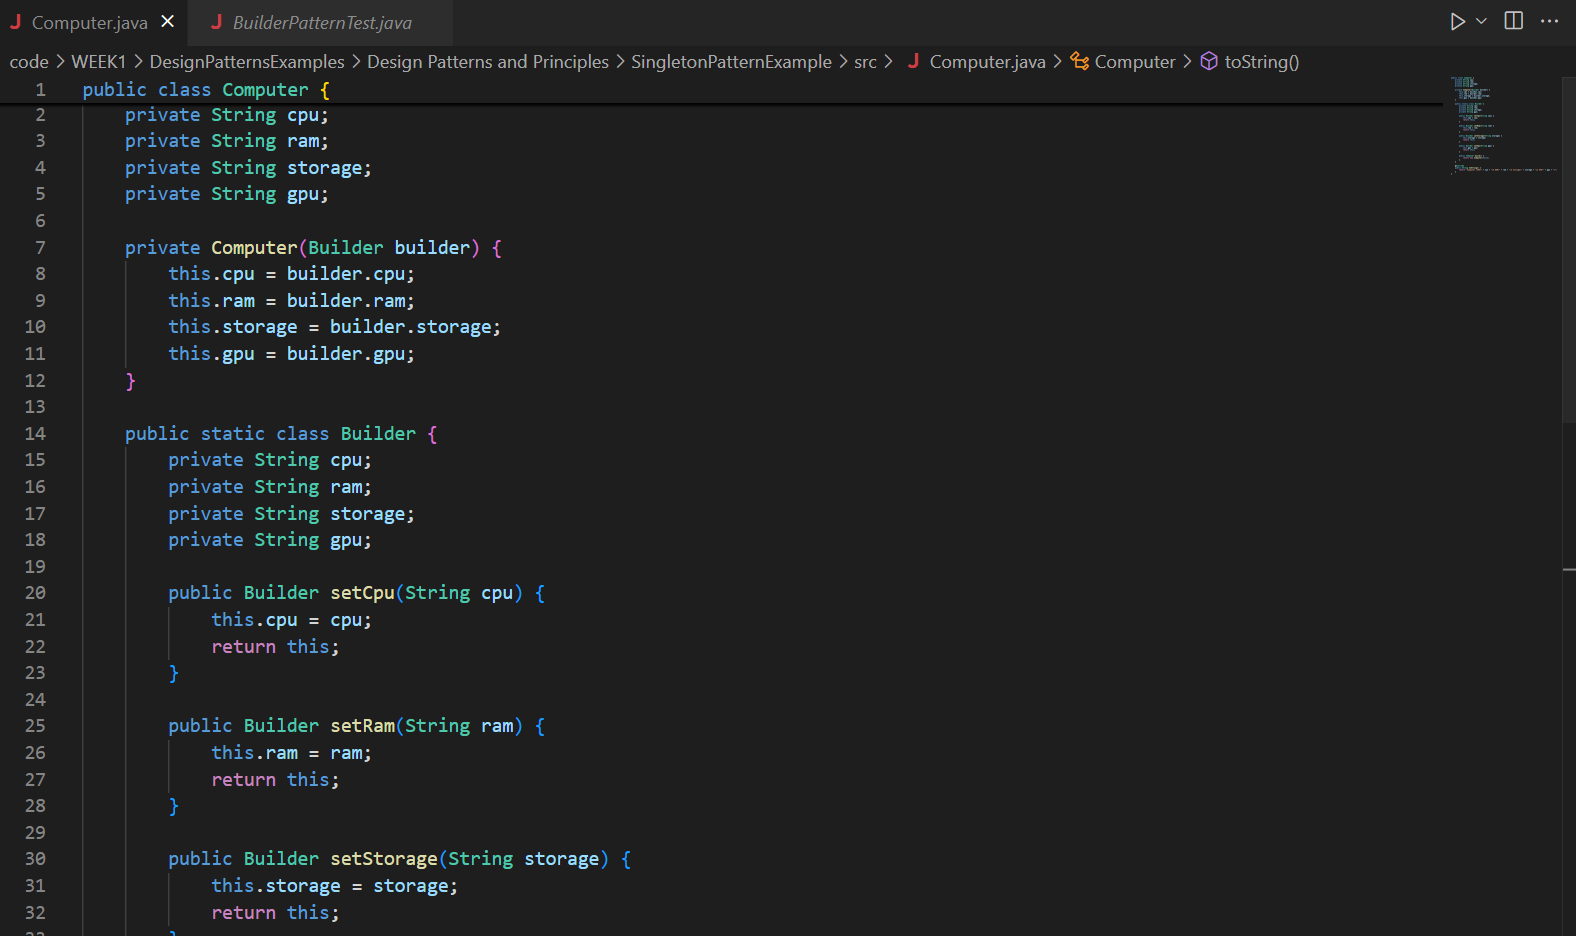 J Computer.java ×
J BuilderPatternTest.java
code > WEEK1 > DesignPatternsExamples > Design Patterns and Principles > SingletonPatternExample > src > J Computer.java > Computer > toString()
1 public class Computer {
2     private String cpu;
3     private String ram;
4     private String storage;
5     private String gpu;
6
7     private Computer(Builder builder) {
8         this.cpu = builder.cpu;
9         this.ram = builder.ram;
10         this.storage = builder.storage;
11         this.gpu = builder.gpu;
12     }
13
14     public static class Builder {
15         private String cpu;
16         private String ram;
17         private String storage;
18         private String gpu;
19
20         public Builder setCpu(String cpu) {
21             this.cpu = cpu;
22             return this;
23         }
24
25         public Builder setRam(String ram) {
26             this.ram = ram;
27             return this;
28         }
29
30         public Builder setStorage(String storage) {
31             this.storage = storage;
32             return this;